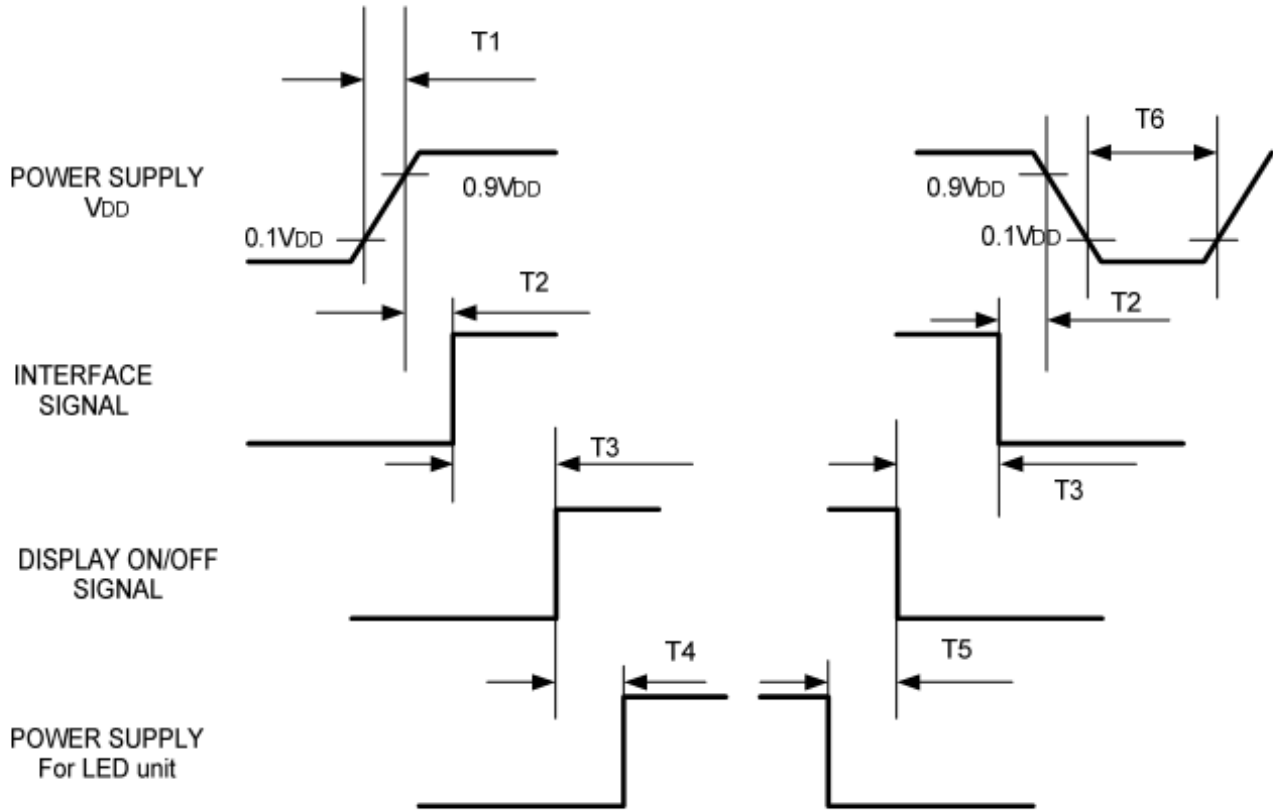 T1
T6
POWER SUPPLY
VDD
0.9VDD
0.9VDD
0.1VDD
0.1VDD
T2
T2
INTERFACE
SIGNAL
T3
T3
DISPLAY ON/OFF
SIGNAL
T4
T5
POWER SUPPLY
For LED unit